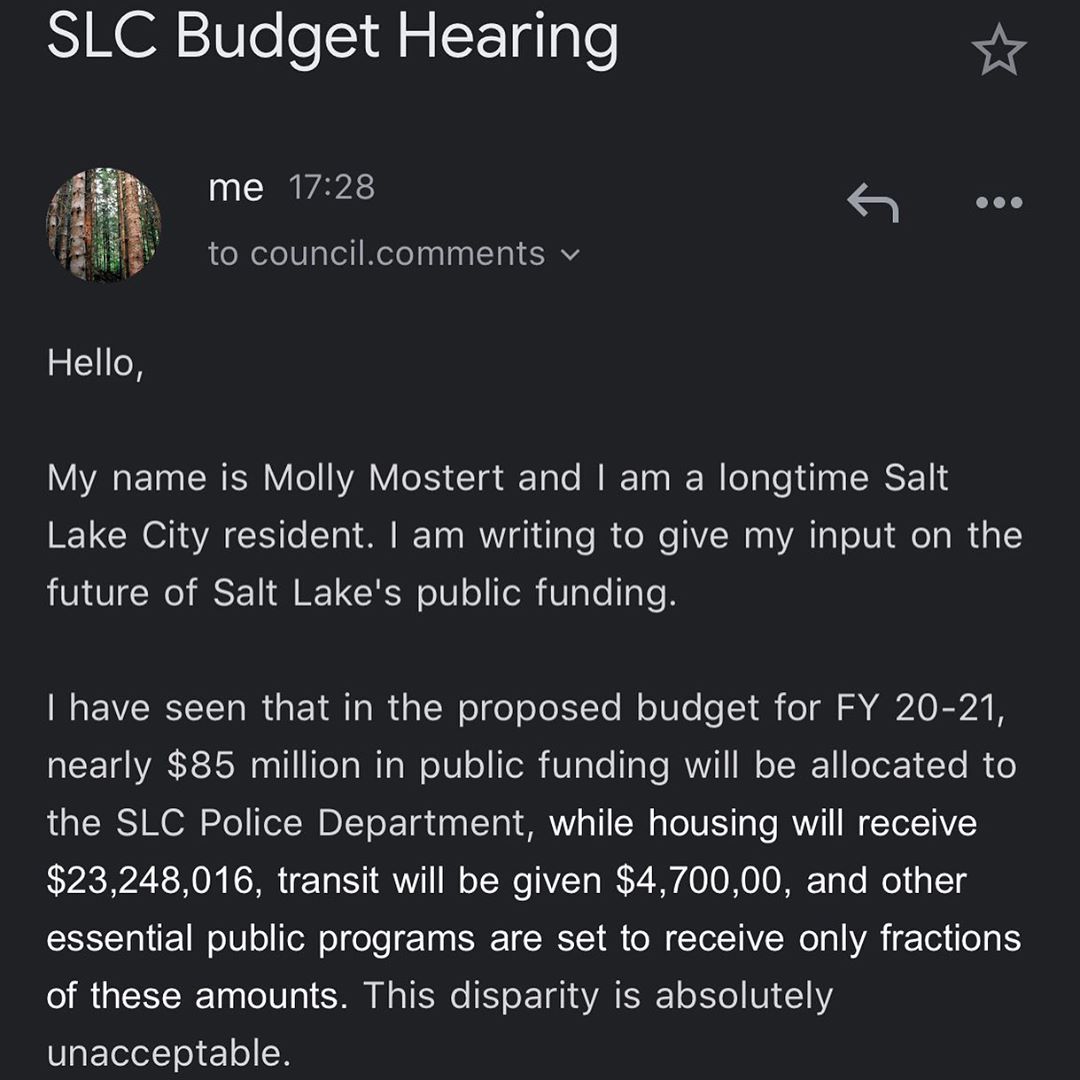 SLC Budget Hearing
me 17:28
to council.comments
Hello,
My name is Molly Mostert and I am a longtime Salt
Lake City resident. I am writing to give my input on the
future of Salt Lake's public funding.
I have seen that in the proposed budget for FY 20-21,
nearly $85 million in public funding will be allocated to
the SLC Police Department, while housing will receive
$23,248,016, transit will be given $4,700,00, and other
essential public programs are set to receive only fractions
of these amounts. This disparity is absolutely
unacceptable.